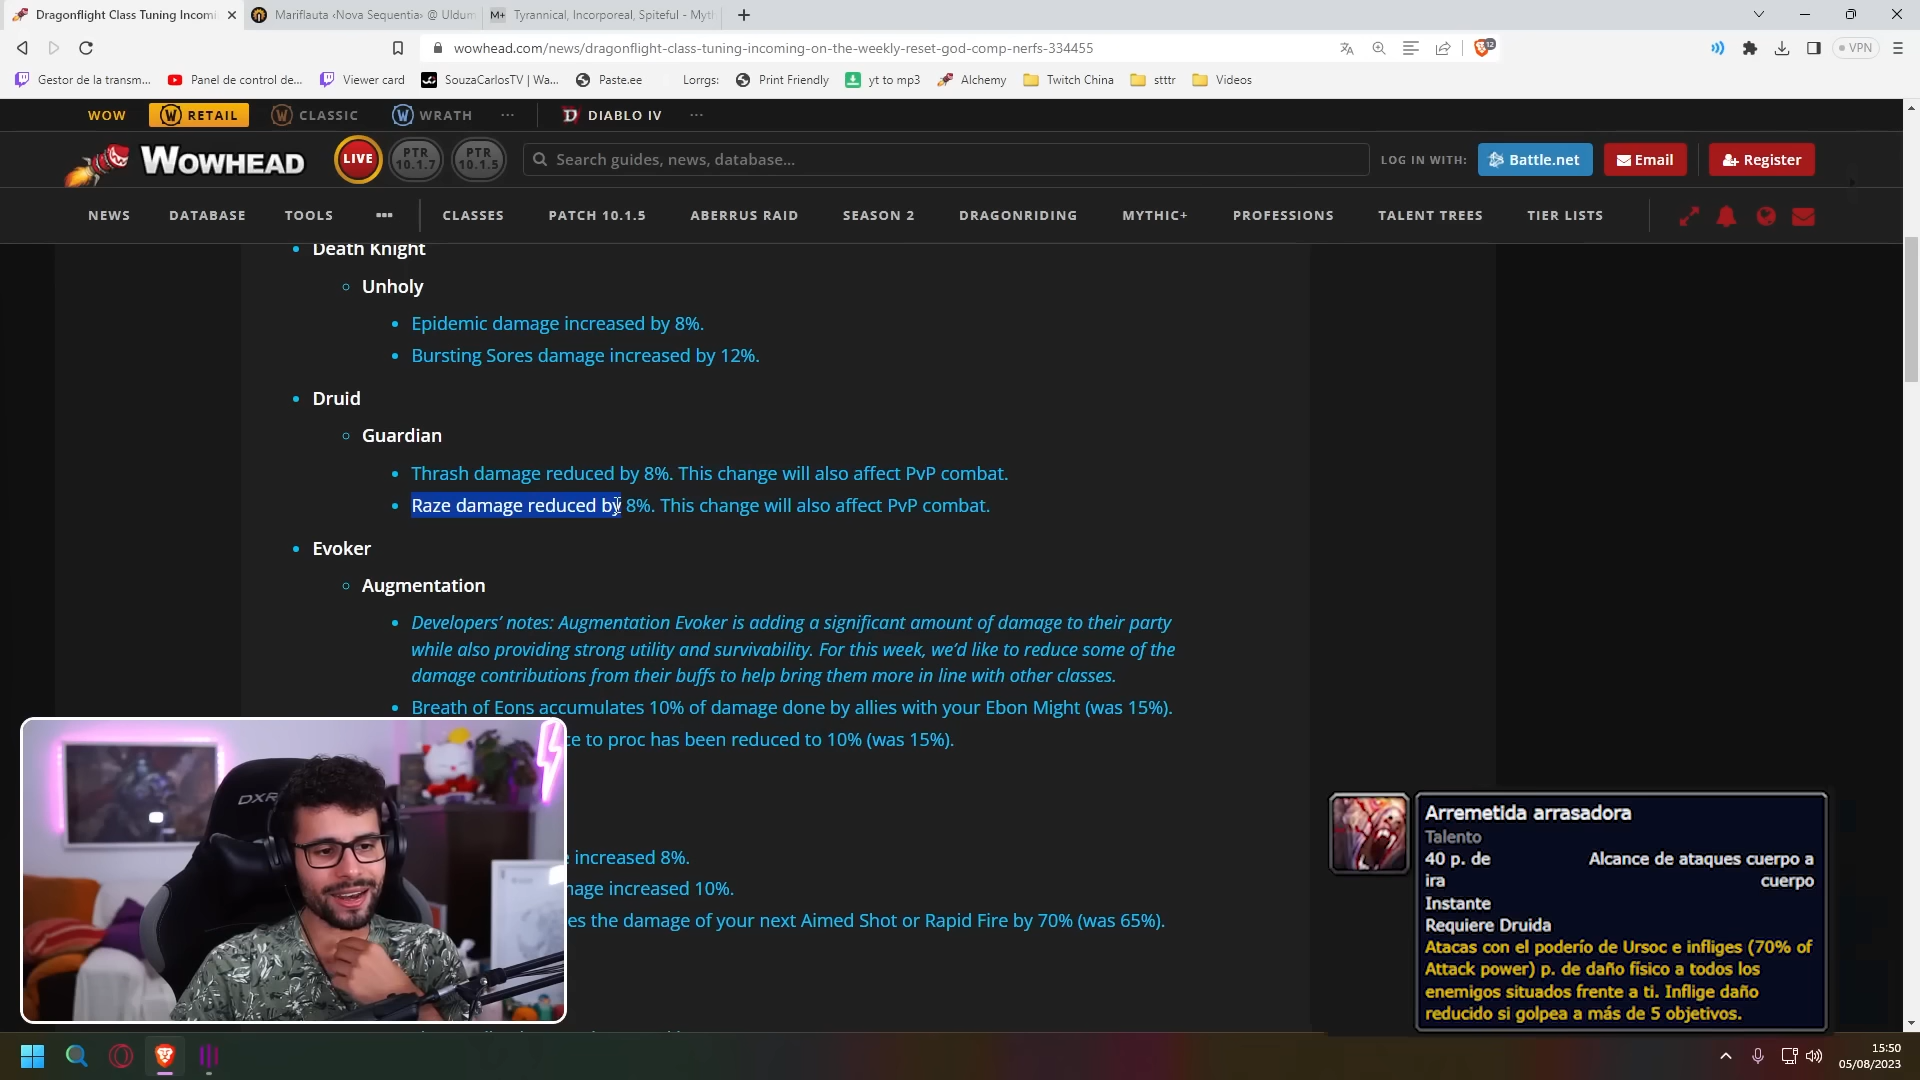 Dragonflight Class Tuning Incomi
Mariflauta ‹Nova Sequentia› @ Uldum
M+ Tyrannical, Incorporeal, Spiteful - Myt
wowhead.com/news/dragonflight-class-tuning-incoming-on-the-weekly-reset-god-comp-nerfs-334455
12
VPN
Gestor de la transm...
Panel de control de...
Viewer card
SouzaCarlosTV | Wa...
Paste.ee
Lorrgs:
Print Friendly
yt to mp3
Alchemy
Twitch China
stttr
Videos
WOW
RETAIL
CLASSIC
WRATH
...
DIABLO IV
...
WOWHEAD
LIVE
PTR
10.1.7
PTR
10.1.5
Search guides, news, database...
LOG IN WITH:
Battle.net
Email
Register
NEWS
DATABASE
TOOLS
...
CLASSES
PATCH 10.1.5
ABERRUS RAID
SEASON 2
DRAGONRIDING
MYTHIC+
PROFESSIONS
TALENT TREES
TIER LISTS
Death Knight
Unholy
Epidemic damage increased by 8%.
Bursting Sores damage increased by 12%.
Druid
Guardian
Thrash damage reduced by 8%. This change will also affect PvP combat.
Raze damage reduced by 8%. This change will also affect PvP combat.
Evoker
Augmentation
Developers’ notes: Augmentation Evoker is adding a significant amount of damage to their party
while also providing strong utility and survivability. For this week, we’d like to reduce some of the
damage contributions from their buffs to help bring them more in line with other classes.
Breath of Eons accumulates 10% of damage done by allies with your Ebon Might (was 15%).
ce to proc has been reduced to 10% (was 15%).
e increased 8%.
mage increased 10%.
es the damage of your next Aimed Shot or Rapid Fire by 70% (was 65%).
DXR
Arremetida arrasadora
Talento
40 p. de
ira
Alcance de ataques cuerpo a
cuerpo
Instante
Requiere Druida
Atacas con el poderío de Ursoc e infliges (70% of
Attack power) p. de daño físico a todos los
enemigos situados frente a ti. Inflige daño
reducido si golpea a más de 5 objetivos.
15:50
05/08/2023